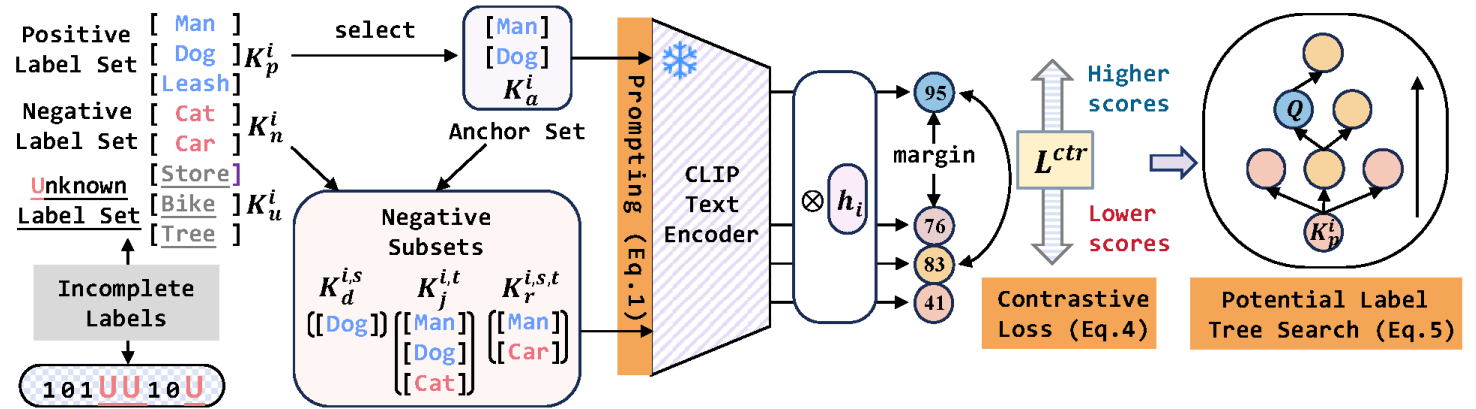 Positive
Label Set
[ Man ]
[ Dog ]
[Leash]
K_p^i
Negative
Label Set
[ Cat ]
[ Car ]
K_n^i
Unknown
Label Set
[Store]
[Bike ]
[Tree ]
K_u^i
Incomplete
Labels
101UU10U
select
[Man]
[Dog]
K_a^i
Anchor Set
Negative
Subsets
K_d^{i,s}
([Dog])
K_j^{i,t}
([Man]
[Dog]
[Cat])
K_r^{i,s,t}
([Man]
[Car])
Prompting (Eq.1)
CLIP
Text
Encoder
⊗ h_i
95
margin
76
83
41
Higher
scores
L^{ctr}
Lower
scores
Contrastive
Loss (Eq.4)
Q
K_p^i
Potential Label
Tree Search (Eq.5)